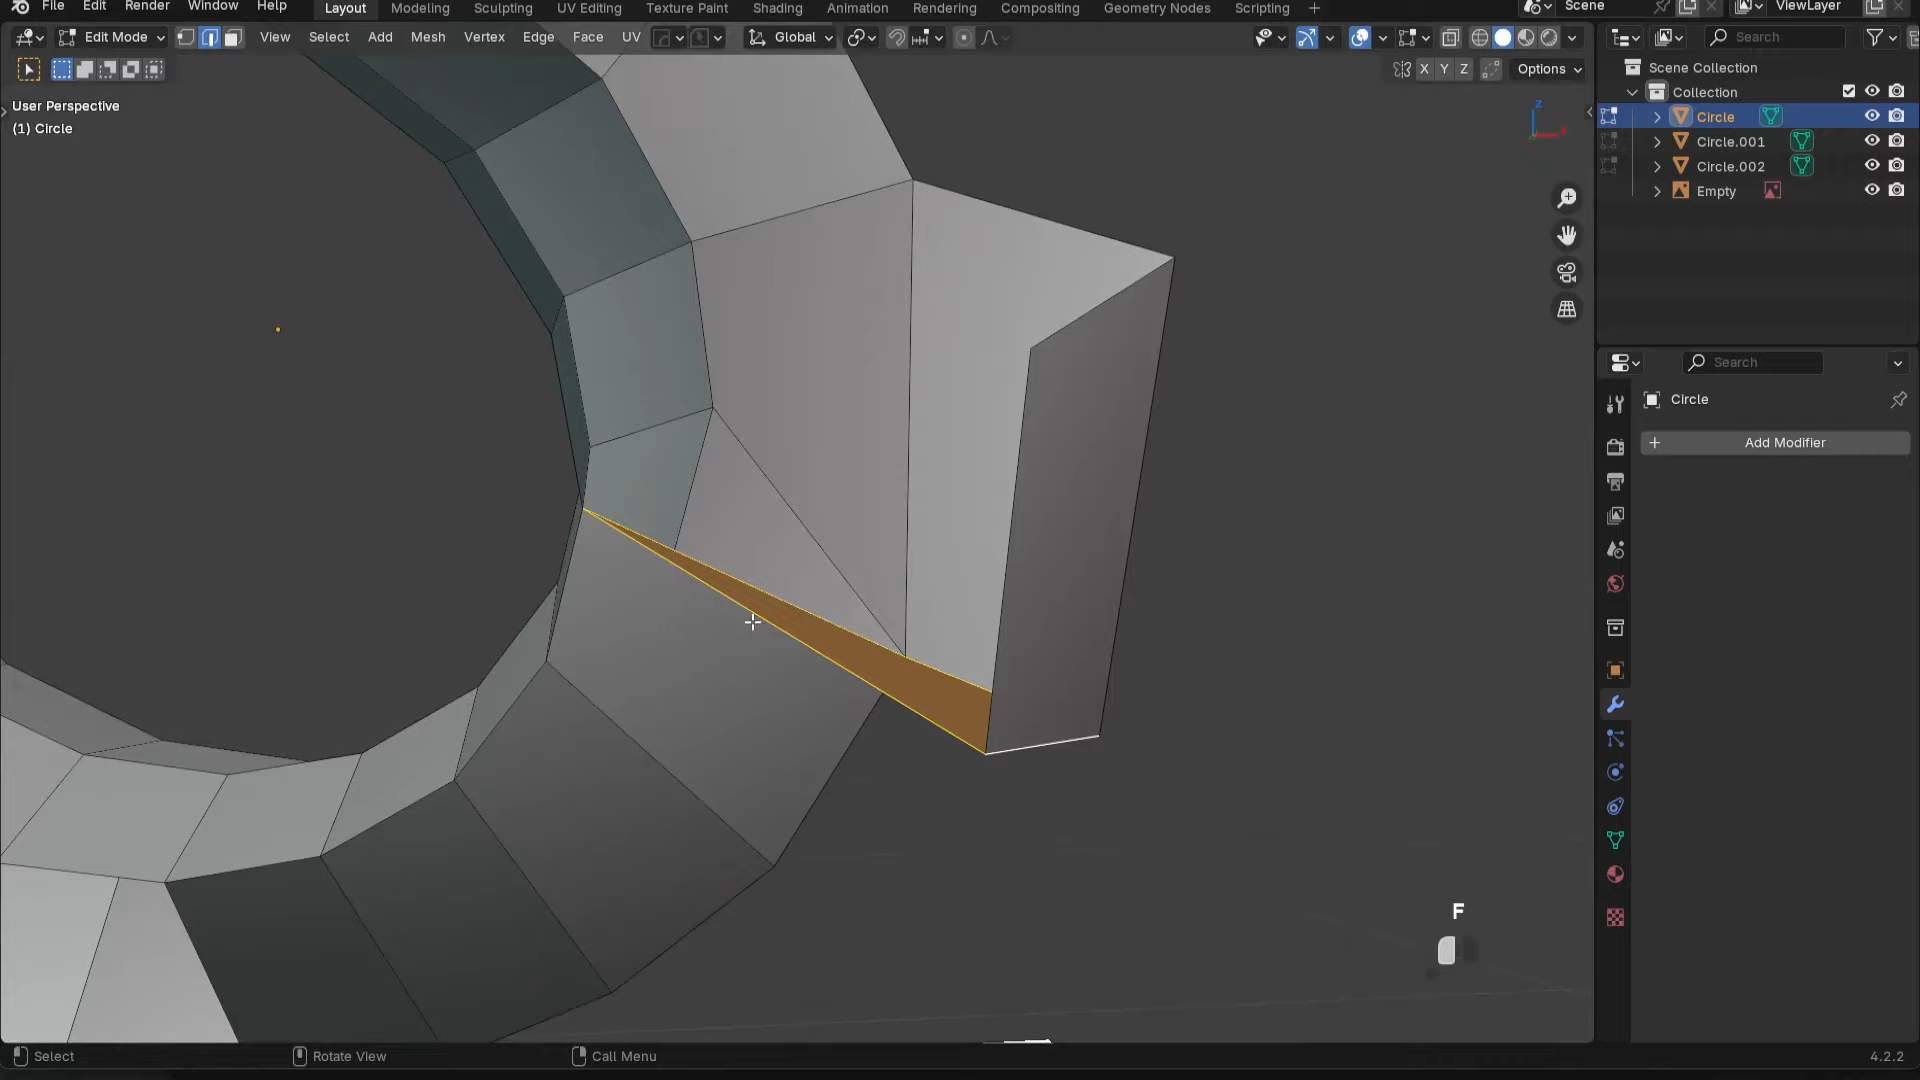 File Edit Render Window Help Layout Modeling Sculpting UV Editing Texture Paint Shading Animation Rendering Compositing Geometry Nodes Scripting + Scene ViewLayer
Edit Mode View Select Add Mesh Vertex Edge Face UV Global Search
X Y Z Options
User Perspective
(1) Circle
Scene Collection
Collection
Circle
Circle.001
Circle.002
Empty
Z
X
Search
Circle
+ Add Modifier
F
Select Rotate View Call Menu 4.2.2